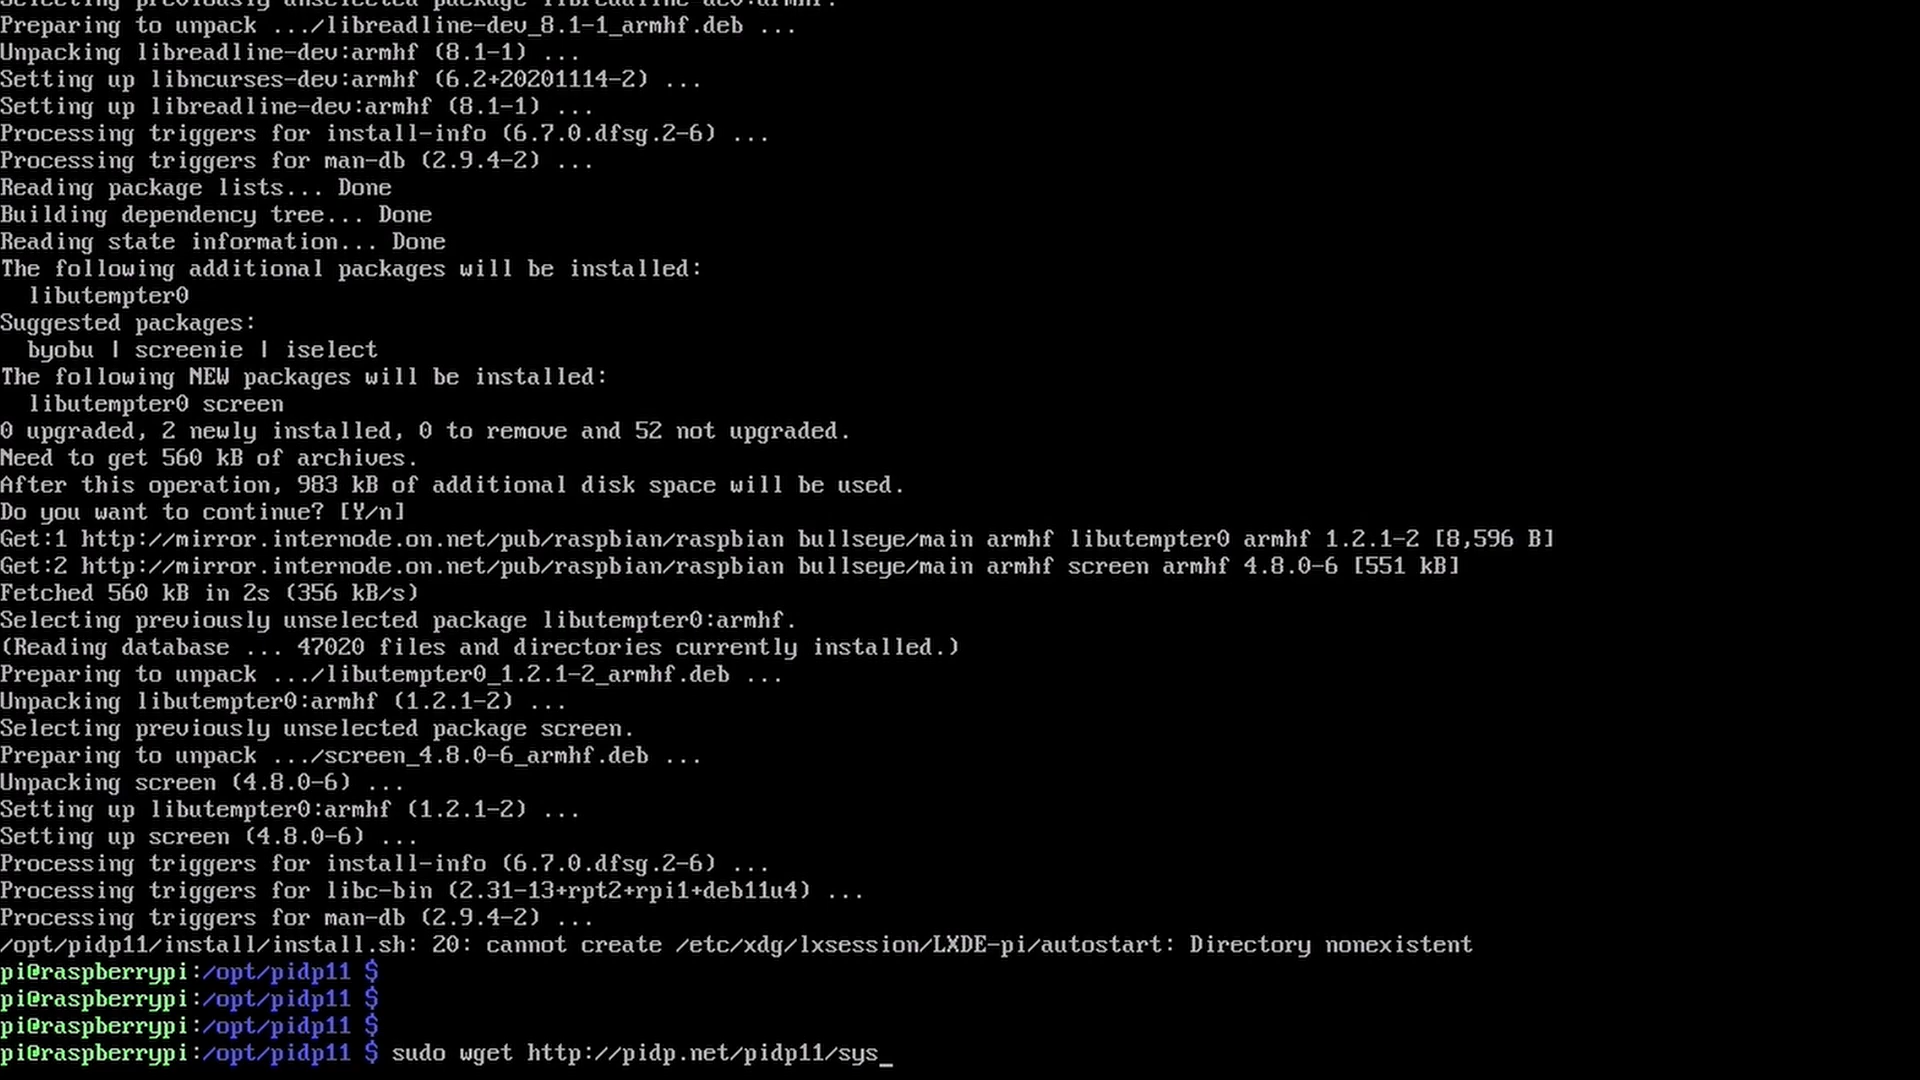 Selecting previously unselected package libreadline-dev:armhf.
Preparing to unpack .../libreadline-dev_8.1-1_armhf.deb ...
Unpacking libreadline-dev:armhf (8.1-1) ...
Setting up libncurses-dev:armhf (6.2+20201114-2) ...
Setting up libreadline-dev:armhf (8.1-1) ...
Processing triggers for install-info (6.7.0.dfsg.2-6) ...
Processing triggers for man-db (2.9.4-2) ...
Reading package lists... Done
Building dependency tree... Done
Reading state information... Done
The following additional packages will be installed:
  libutempter0
Suggested packages:
  byobu | screenie | iselect
The following NEW packages will be installed:
  libutempter0 screen
0 upgraded, 2 newly installed, 0 to remove and 52 not upgraded.
Need to get 560 kB of archives.
After this operation, 983 kB of additional disk space will be used.
Do you want to continue? [Y/n]
Get:1 http://mirror.internode.on.net/pub/raspbian/raspbian bullseye/main armhf libutempter0 armhf 1.2.1-2 [8,596 B]
Get:2 http://mirror.internode.on.net/pub/raspbian/raspbian bullseye/main armhf screen armhf 4.8.0-6 [551 kB]
Fetched 560 kB in 2s (356 kB/s)
Selecting previously unselected package libutempter0:armhf.
(Reading database ... 47020 files and directories currently installed.)
Preparing to unpack .../libutempter0_1.2.1-2_armhf.deb ...
Unpacking libutempter0:armhf (1.2.1-2) ...
Selecting previously unselected package screen.
Preparing to unpack .../screen_4.8.0-6_armhf.deb ...
Unpacking screen (4.8.0-6) ...
Setting up libutempter0:armhf (1.2.1-2) ...
Setting up screen (4.8.0-6) ...
Processing triggers for install-info (6.7.0.dfsg.2-6) ...
Processing triggers for libc-bin (2.31-13+rpt2+rpi1+deb11u4) ...
Processing triggers for man-db (2.9.4-2) ...
/opt/pidp11/install/install.sh: 20: cannot create /etc/xdg/lxsession/LXDE-pi/autostart: Directory nonexistent
pi@raspberrypi:/opt/pidp11 $
pi@raspberrypi:/opt/pidp11 $
pi@raspberrypi:/opt/pidp11 $
pi@raspberrypi:/opt/pidp11 $ sudo wget http://pidp.net/pidp11/sys_